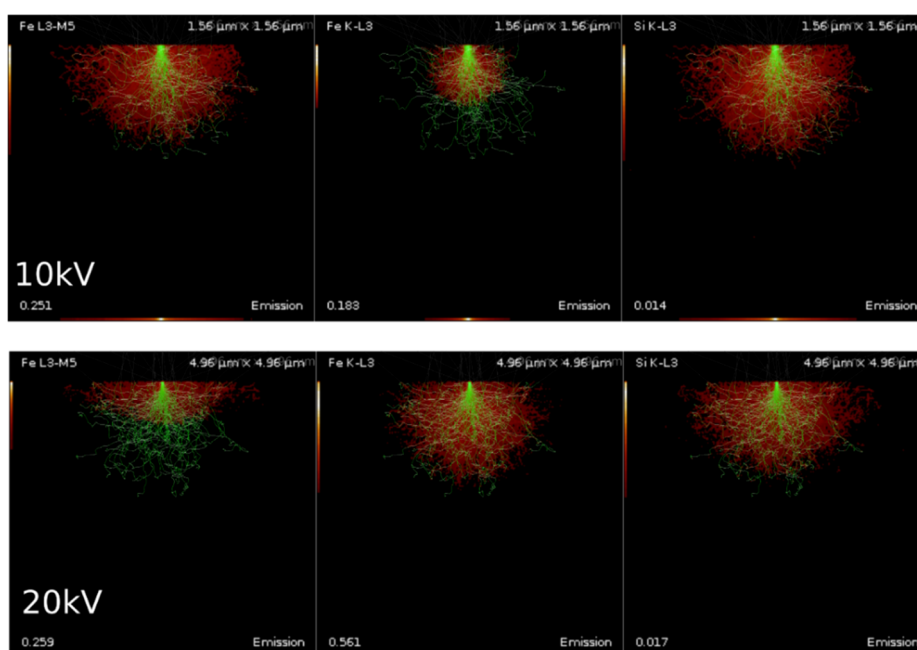 Fe L3-M5 1.56 µm × 1.56 µm
Fe K-L3 1.56 µm × 1.56 µm
Si K-L3 1.56 µm × 1.56 µm
10kV
0.251 Emission
0.183 Emission
0.014 Emission
Fe L3-M5 4.96 µm × 4.96 µm
Fe K-L3 4.96 µm × 4.96 µm
Si K-L3 4.96 µm × 4.96 µm
20kV
0.259 Emission
0.561 Emission
0.017 Emission